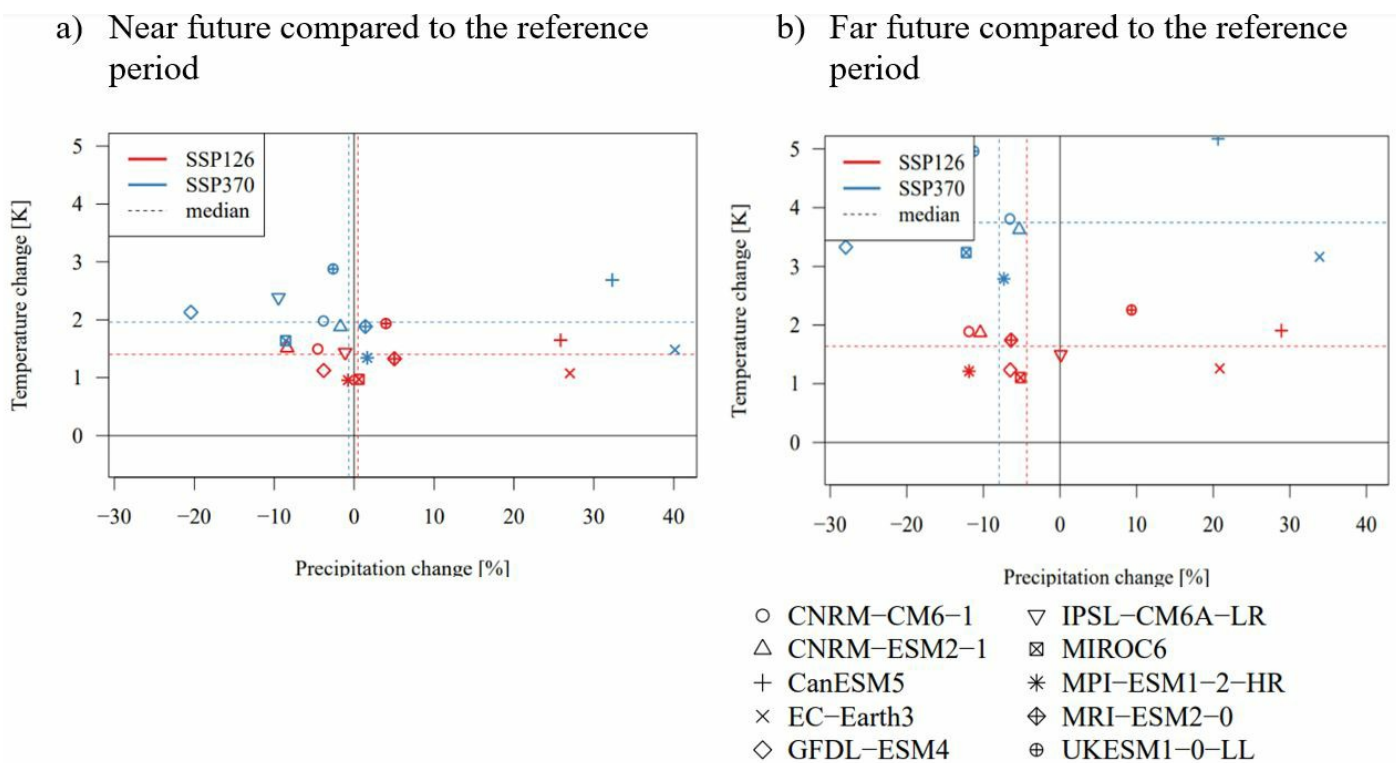 a) Near future compared to the reference
period
b) Far future compared to the reference
period
SSP126
SSP370
median
5
4
3
2
1
0
Temperature change [K]
−30 −20 −10 0 10 20 30 40
Precipitation change [%]
SSP126
SSP370
median
5
4
3
2
1
0
Temperature change [K]
−30 −20 −10 0 10 20 30 40
Precipitation change [%]
CNRM−CM6−1 IPSL−CM6A−LR
CNRM−ESM2−1 MIROC6
CanESM5 MPI−ESM1−2−HR
EC−Earth3 MRI−ESM2−0
GFDL−ESM4 UKESM1−0−LL